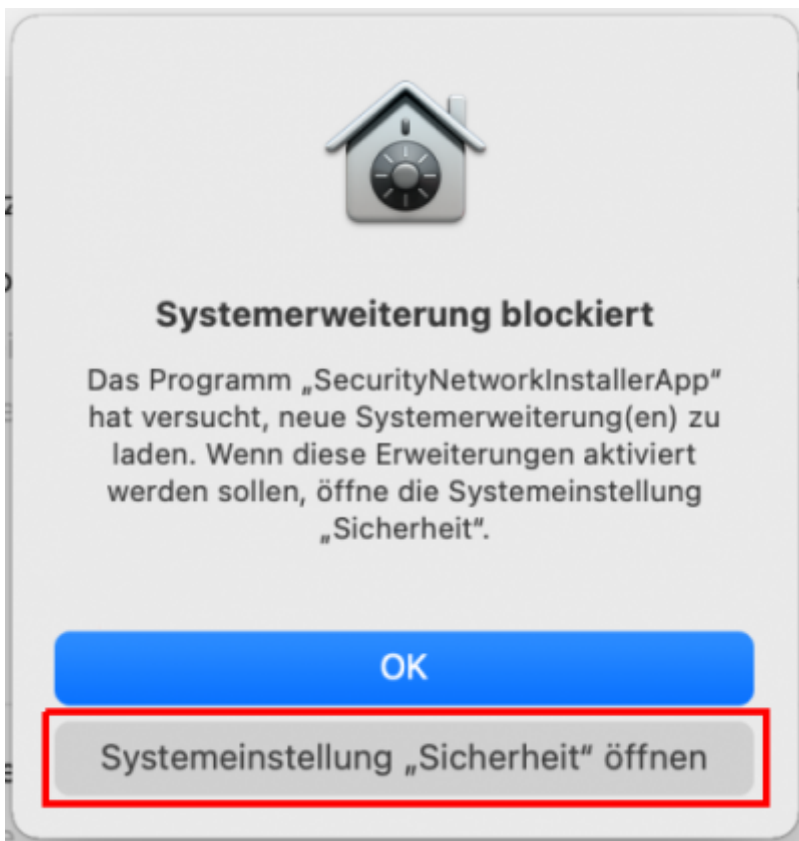 Systemerweiterung blockiert
Das Programm „SecurityNetworkInstallerApp“
hat versucht, neue Systemerweiterung(en) zu
laden. Wenn diese Erweiterungen aktiviert
werden sollen, öffne die Systemeinstellung
„Sicherheit“.
OK
Systemeinstellung „Sicherheit“ öffnen